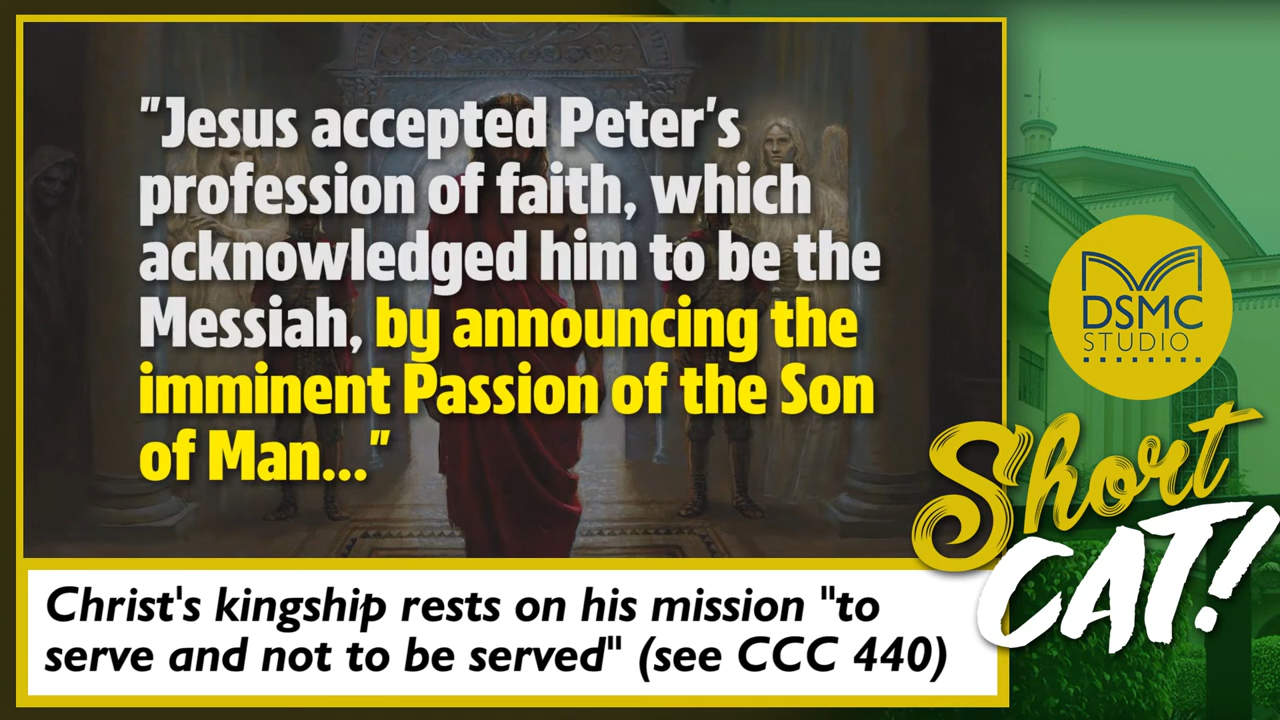 "Jesus accepted Peter's
profession of faith, which
acknowledged him to be the
Messiah, by announcing the
imminent Passion of the Son
of Man..."
DSMC
STUDIO
Short
CAT!
Christ's kingship rests on his mission "to
serve and not to be served" (see CCC 440)